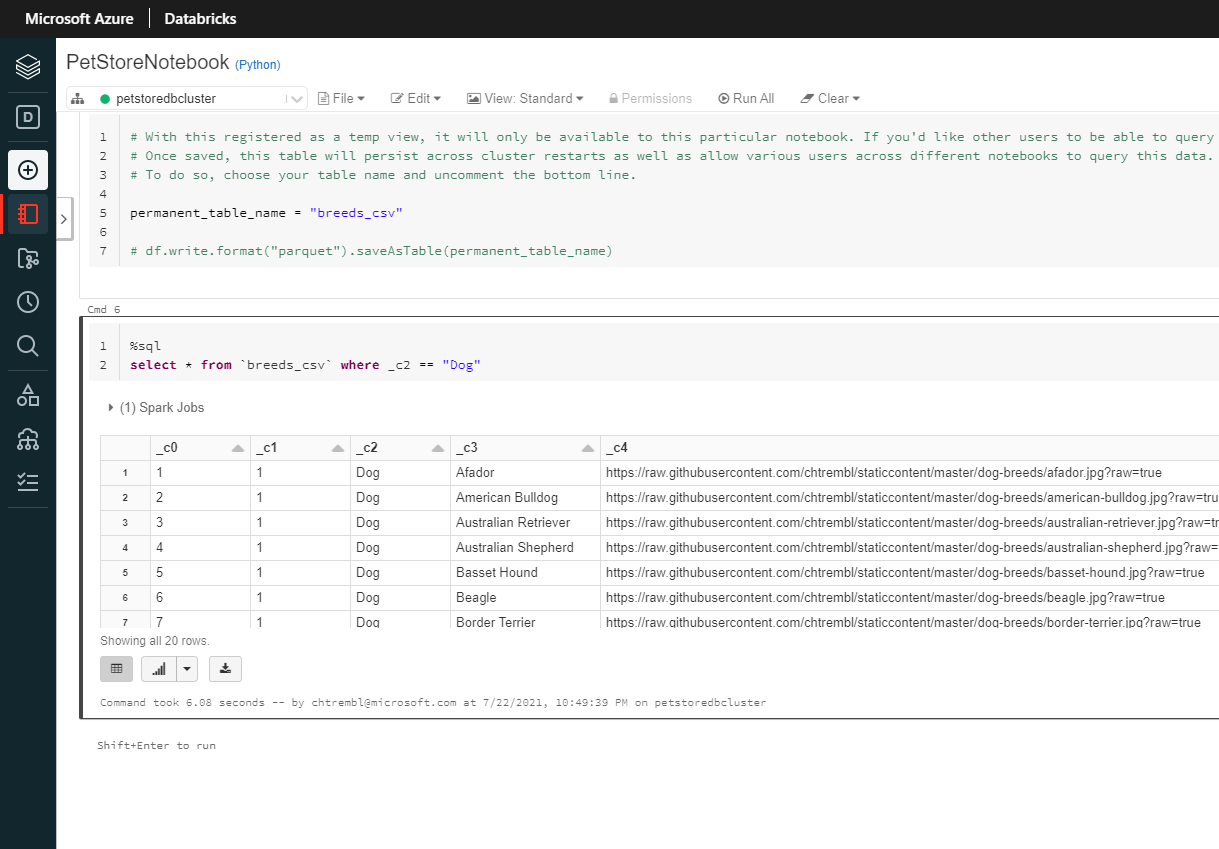 Microsoft Azure | Databricks
PetStoreNotebook (Python)
petstoredbcluster File Edit View: Standard Permissions Run All Clear
D
1 # With this registered as a temp view, it will only be available to this particular notebook. If you'd like other users to be able to query
2 # Once saved, this table will persist across cluster restarts as well as allow various users across different notebooks to query this data.
3 # To do so, choose your table name and uncomment the bottom line.
4
5 permanent_table_name = "breeds_csv"
6
7 # df.write.format("parquet").saveAsTable(permanent_table_name)
Cmd 6
1 %sql
2 select * from `breeds_csv` where _c2 == "Dog"
(1) Spark Jobs
_c0 _c1 _c2 _c3 _c4
1 1 1 Dog Afador https://raw.githubusercontent.com/chtrembl/staticcontent/master/dog-breeds/afador.jpg?raw=true
2 2 1 Dog American Bulldog https://raw.githubusercontent.com/chtrembl/staticcontent/master/dog-breeds/american-bulldog.jpg?raw=tru
3 3 1 Dog Australian Retriever https://raw.githubusercontent.com/chtrembl/staticcontent/master/dog-breeds/australian-retriever.jpg?raw=tr
4 4 1 Dog Australian Shepherd https://raw.githubusercontent.com/chtrembl/staticcontent/master/dog-breeds/australian-shepherd.jpg?raw=
5 5 1 Dog Basset Hound https://raw.githubusercontent.com/chtrembl/staticcontent/master/dog-breeds/basset-hound.jpg?raw=true
6 6 1 Dog Beagle https://raw.githubusercontent.com/chtrembl/staticcontent/master/dog-breeds/beagle.jpg?raw=true
7 7 1 Dog Border Terrier https://raw.githubusercontent.com/chtrembl/staticcontent/master/dog-breeds/border-terrier.jpg?raw=true
Showing all 20 rows.
Command took 6.08 seconds -- by chtrembl@microsoft.com at 7/22/2021, 10:49:39 PM on petstoredbcluster
Shift+Enter to run